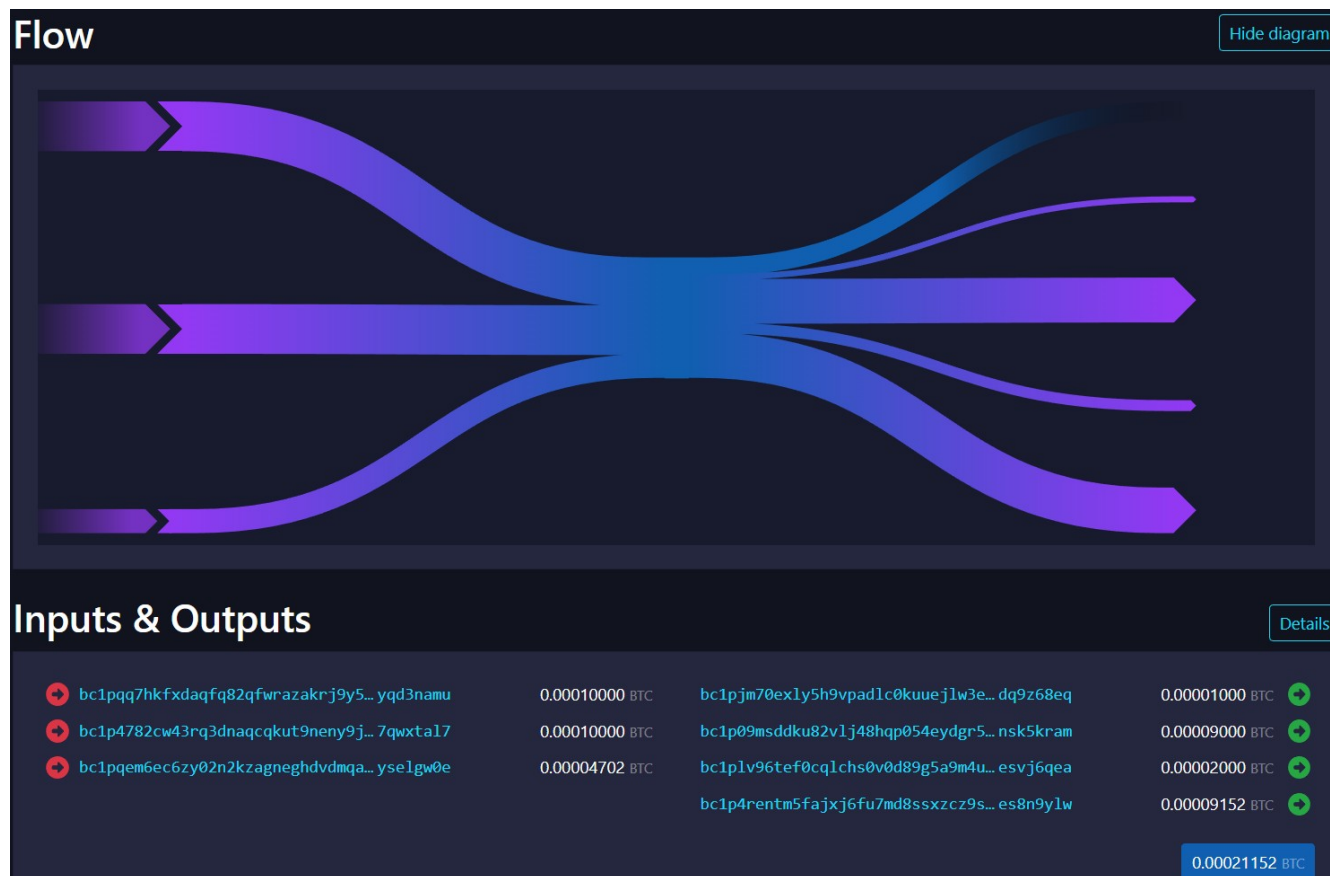 Flow
Hide diagram
Inputs & Outputs
Details
bc1pqq7hkfxdaqfq82qfwrazakrj9y5…yqd3namu 0.00010000 BTC bc1pjm70exly5h9vpadlc0kuuejlw3e…dq9z68eq 0.00001000 BTC
bc1p4782cw43rq3dnaqcqkut9neny9j…7qwxtal7 0.00010000 BTC bc1p09msddku82vlj48hqp054eydgr5…nsk5kram 0.00009000 BTC
bc1pqem6ec6zy02n2kzagneghdvdmqa…yselgw0e 0.00004702 BTC bc1plv96tef0cqlchs0v0d89g5a9m4u…esvj6qea 0.00002000 BTC
bc1p4rentm5fajxj6fu7md8ssxzcz9s…es8n9ylw 0.00009152 BTC
0.00021152 BTC